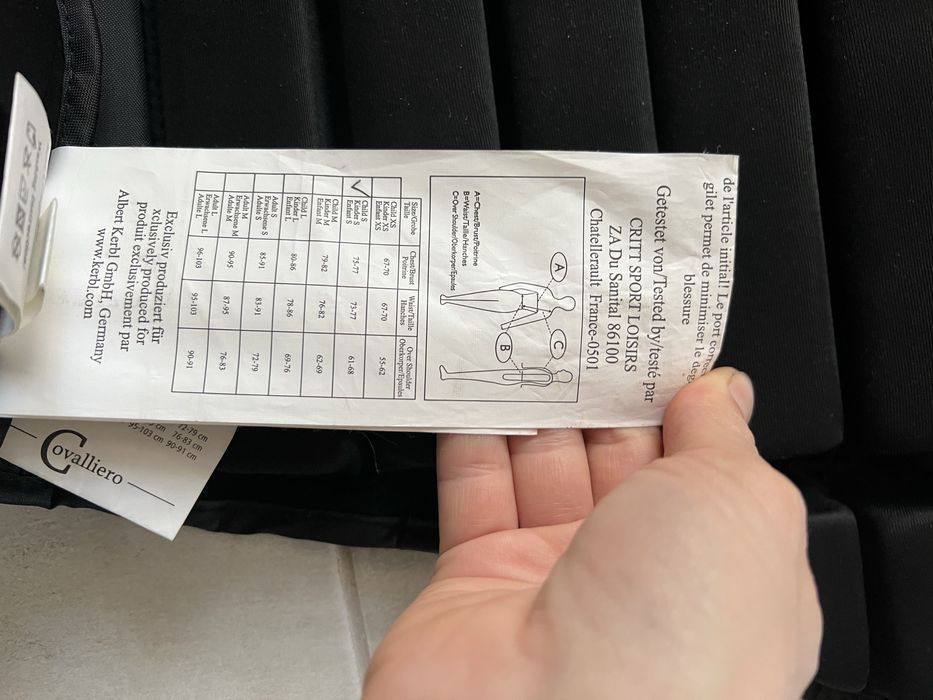 de l'article initial! Le port
gilet permet de minimiser le
blessure
Getestet von/Tested by/testé par
CRITT SPORT LOISIRS
ZA Du Sanital 86100
Chatellerault France-0501
A
C
B
A=Chest/Brust/Poitrine
B=Waist/Taille/Hanches
C=Over Shoulder/Oberkorper/Epaules
Size/Grobe Taille Chest/Brust Poitrine Waist/Taille Hanches Over Shoulder Oberkorper/Epaules
Child XS Kinder XS Enfant XS 67-70 67-70 55-62
Child S Kinder S Enfant S 75-77 73-77 61-68
Child M Kinder M Enfant M 79-82 76-82 62-69
Child L Kinder L Enfant L 80-86 78-86 69-76
Adult S Erwachsene S Adulte S 85-91 83-91 72-79
Adult M Erwachsene M Adulte M 90-95 87-95 76-83
Adult L Erwachsene L Adulte L 96-103 95-103 90-91
Exclusiv produziert für
xclusively produced for
produit exclusivement par
Albert Kerbl GmbH, Germany
www.kerbl.com
72-79 cm
cm 76-83 cm
95-103 cm 90-91 cm
Covalliero